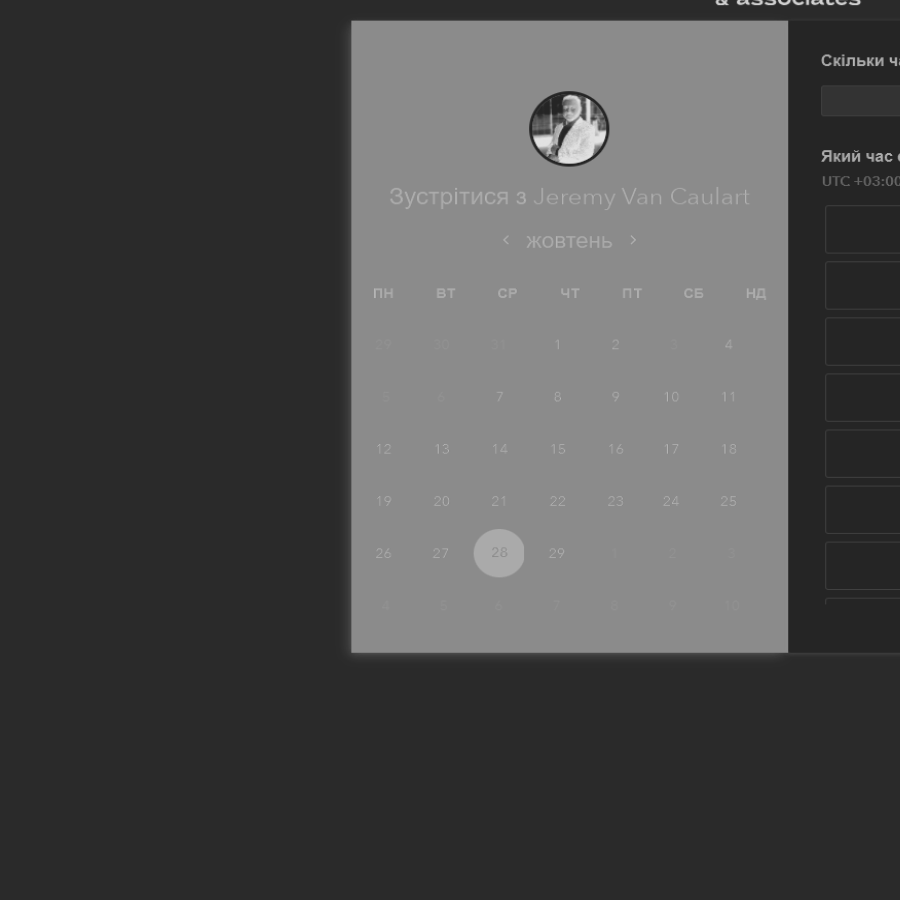 & associates
Зустрітися з Jeremy Van Caulart
‹ жовтень ›
ПН ВТ СР ЧТ ПТ СБ НД
29 30 31 1 2 3 4
5 6 7 8 9 10 11
12 13 14 15 16 17 18
19 20 21 22 23 24 25
26 27 28 29 1 2 3
4 5 6 7 8 9 10
Скільки ч
Який час
UTC +03:00